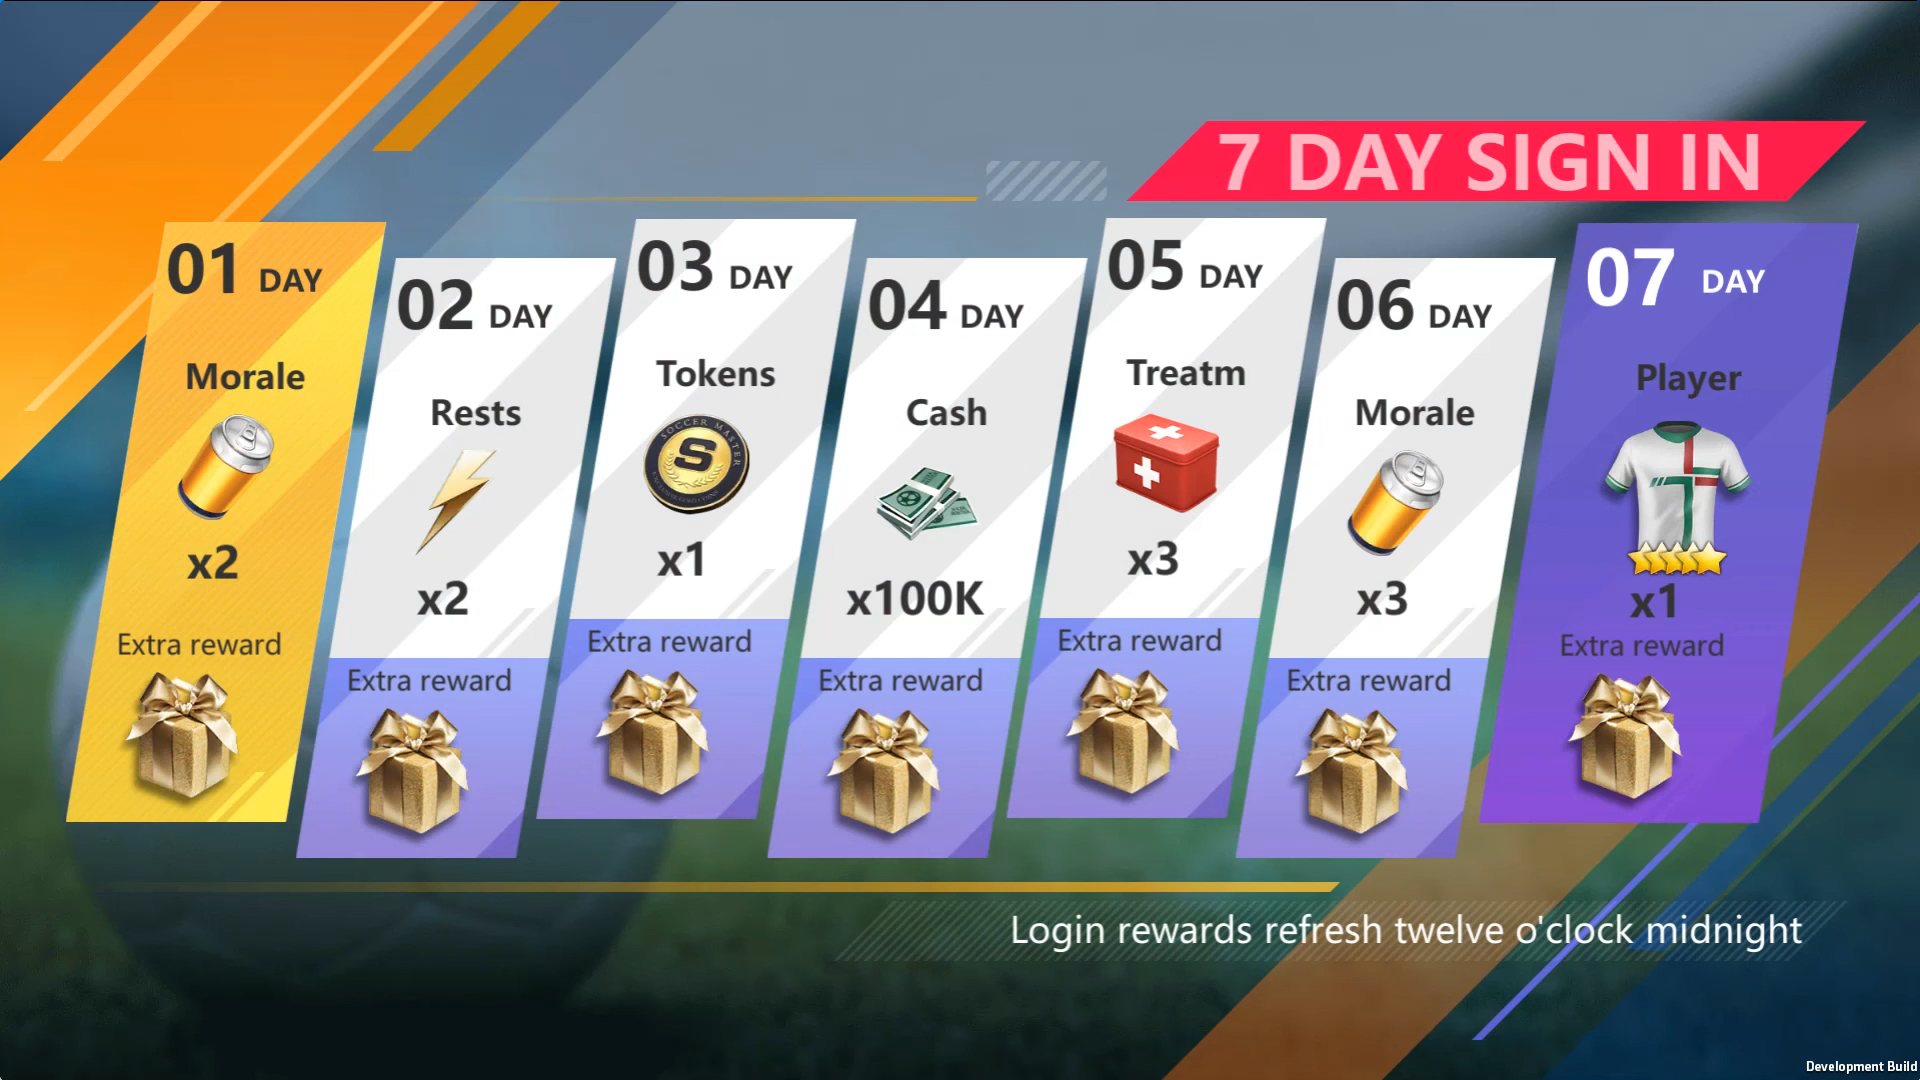 7 DAY SIGN IN
01 DAY
Morale
x2
Extra reward
02 DAY
Rests
x2
Extra reward
03 DAY
Tokens
SOCCER MASTER
S
x1
Extra reward
04 DAY
Cash
x100K
Extra reward
05 DAY
Treatm
x3
Extra reward
06 DAY
Morale
x3
Extra reward
07 DAY
Player
x1
Extra reward
Login rewards refresh twelve o'clock midnight
Development Build